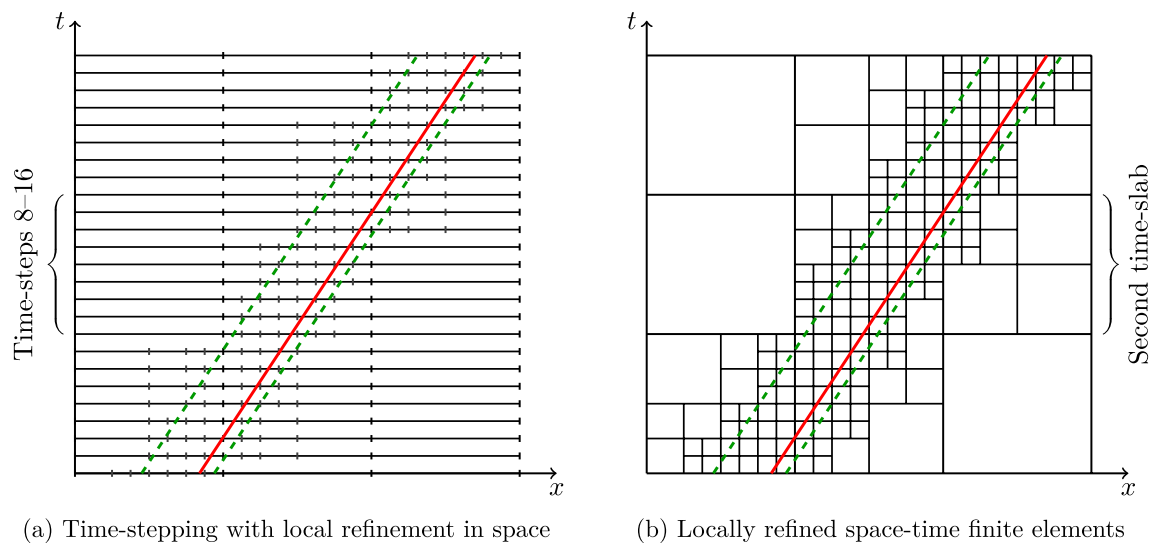 t
Time-steps 8–16
x
(a) Time-stepping with local refinement in space
t
Second time-slab
x
(b) Locally refined space-time finite elements